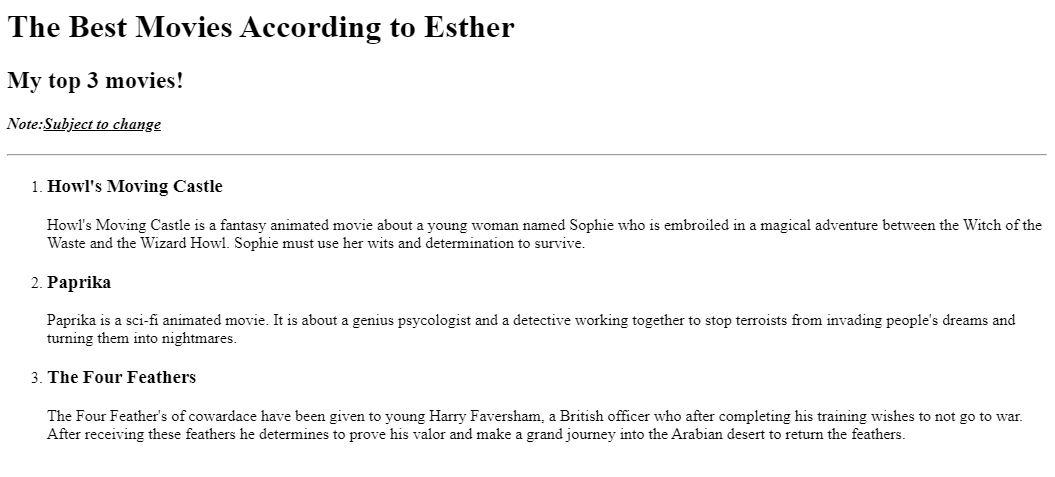 The Best Movies According to Esther
My top 3 movies!
Note:Subject to change
1. Howl's Moving Castle
Howl's Moving Castle is a fantasy animated movie about a young woman named Sophie who is embroiled in a magical adventure between the Witch of the
Waste and the Wizard Howl. Sophie must use her wits and determination to survive.
2. Paprika
Paprika is a sci-fi animated movie. It is about a genius psycologist and a detective working together to stop terroists from invading people's dreams and
turning them into nightmares.
3. The Four Feathers
The Four Feather's of cowardace have been given to young Harry Faversham, a British officer who after completing his training wishes to not go to war.
After receiving these feathers he determines to prove his valor and make a grand journey into the Arabian desert to return the feathers.